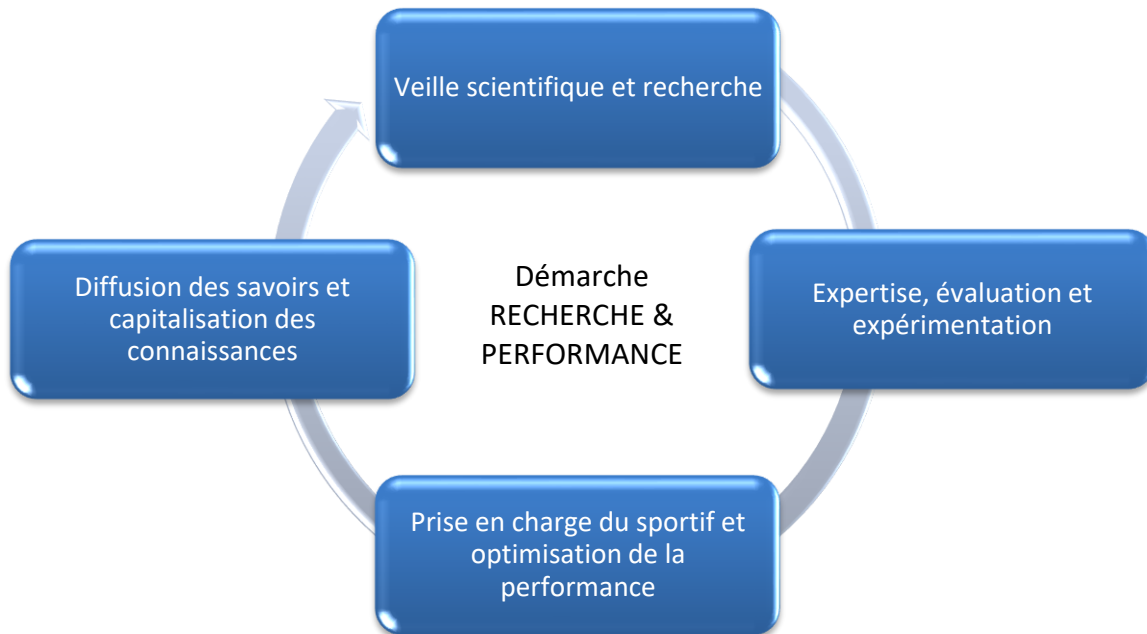 Veille scientifique et recherche
Diffusion des savoirs et
capitalisation des
connaissances
Démarche
RECHERCHE &
PERFORMANCE
Expertise, évaluation et
expérimentation
Prise en charge du sportif et
optimisation de la
performance